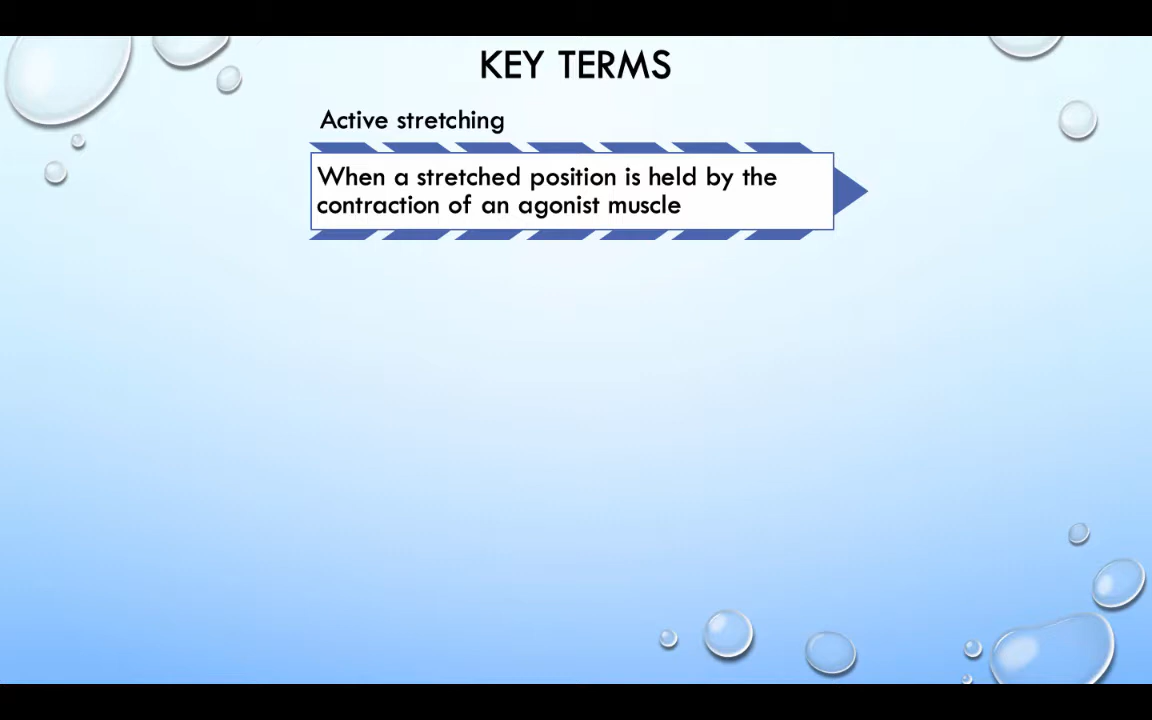 KEY TERMS
Active stretching
When a stretched position is held by the
contraction of an agonist muscle